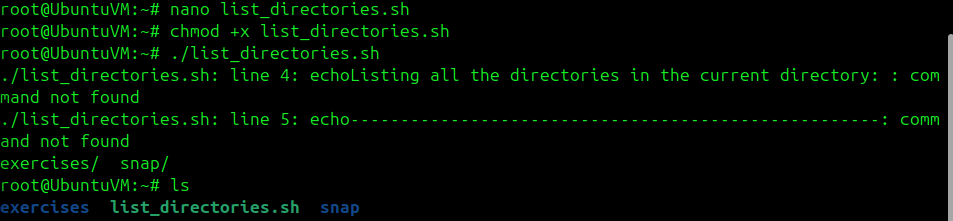 root@UbuntuVM:~# nano list_directories.sh
root@UbuntuVM:~# chmod +x list_directories.sh
root@UbuntuVM:~# ./list_directories.sh
./list_directories.sh: line 4: echoListing all the directories in the current directory: : com
mand not found
./list_directories.sh: line 5: echo-----------------------------------------------------: comm
and not found
exercises/  snap/
root@UbuntuVM:~# ls
exercises  list_directories.sh  snap